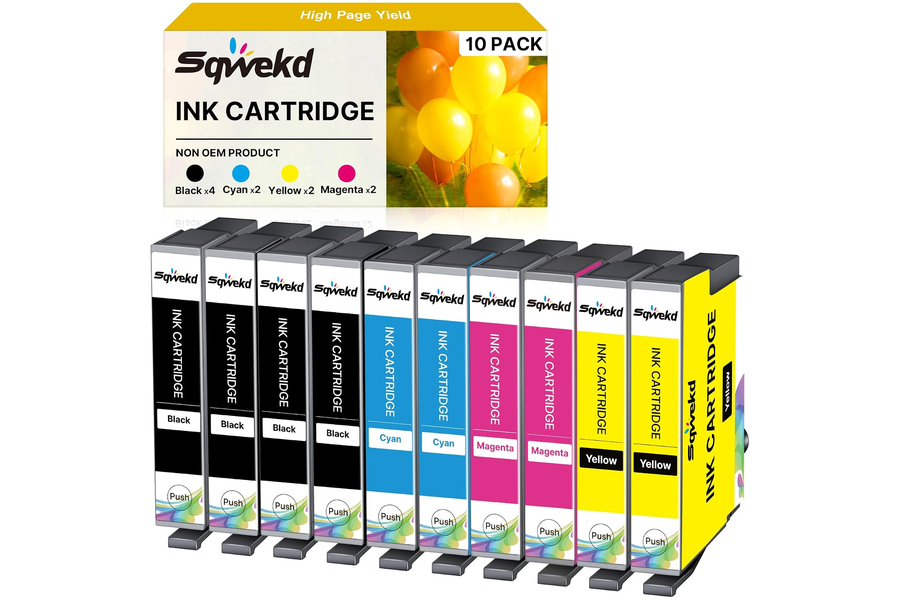 High Page Yield
Sqwekd
10 PACK
INK CARTRIDGE
NON OEM PRODUCT
Black x4 Cyan x2 Yellow x2 Magenta x2
Sqwekd Sqwekd Sqwekd Sqwekd Sqwekd Sqwekd Sqwekd Sqwekd Sqwekd Sqwekd
INK CARTRIDGE INK CARTRIDGE INK CARTRIDGE INK CARTRIDGE INK CARTRIDGE INK CARTRIDGE INK CARTRIDGE INK CARTRIDGE INK CARTRIDGE INK CARTRIDGE
Black Black Black Black Cyan Cyan Magenta Magenta Yellow Yellow
Push Push Push Push Push Push Push Push Push Push
Sqwekd
INK CARTRIDGE
Yellow